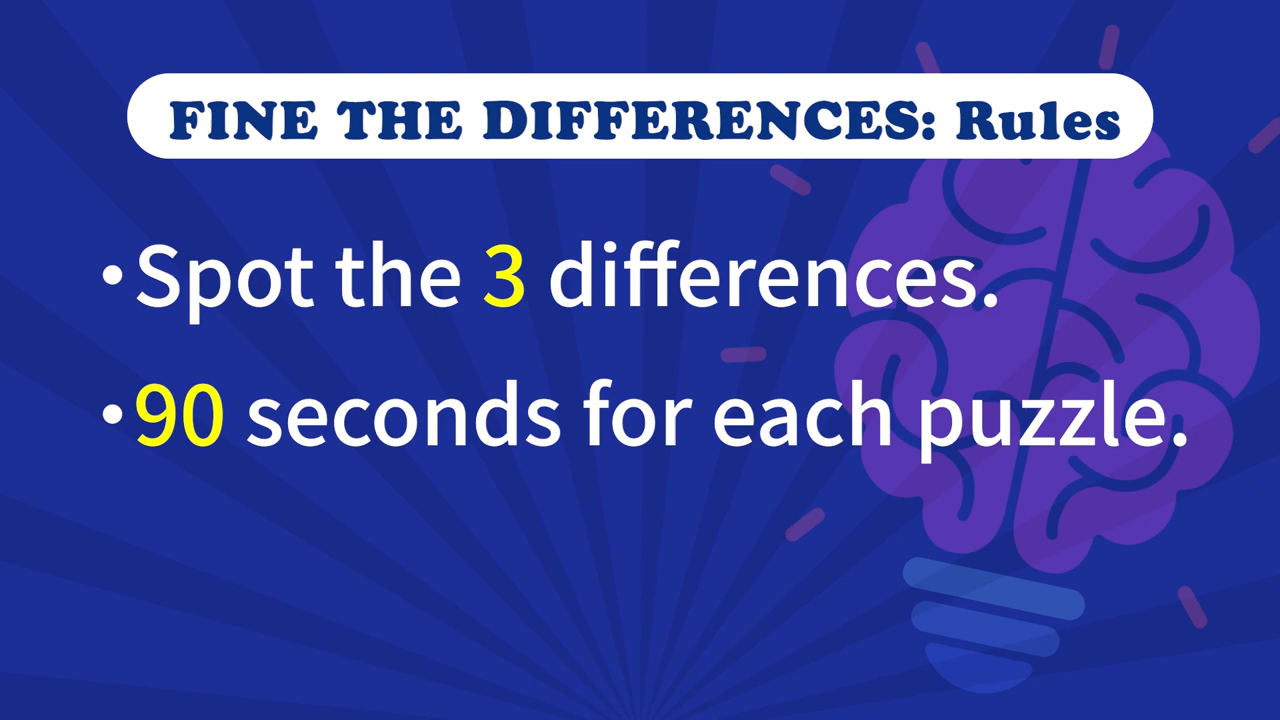 FINE THE DIFFERENCES: Rules
•Spot the 3 differences.
•90 seconds for each puzzle.